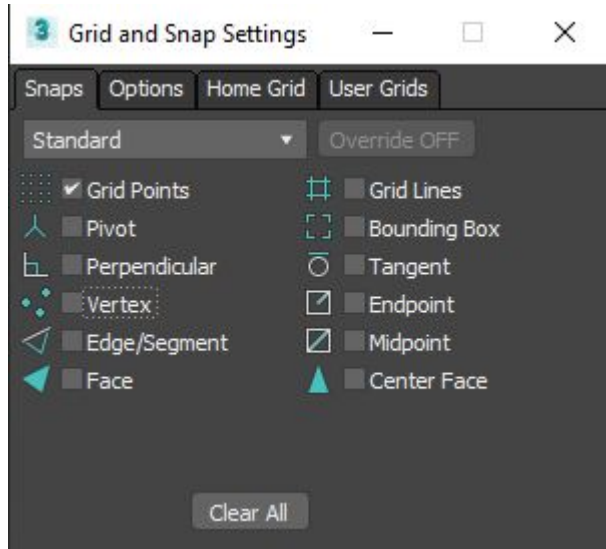 3 Grid and Snap Settings
Snaps Options Home Grid User Grids
Standard Override OFF
Grid Points Grid Lines
Pivot Bounding Box
Perpendicular Tangent
Vertex Endpoint
Edge/Segment Midpoint
Face Center Face
Clear All